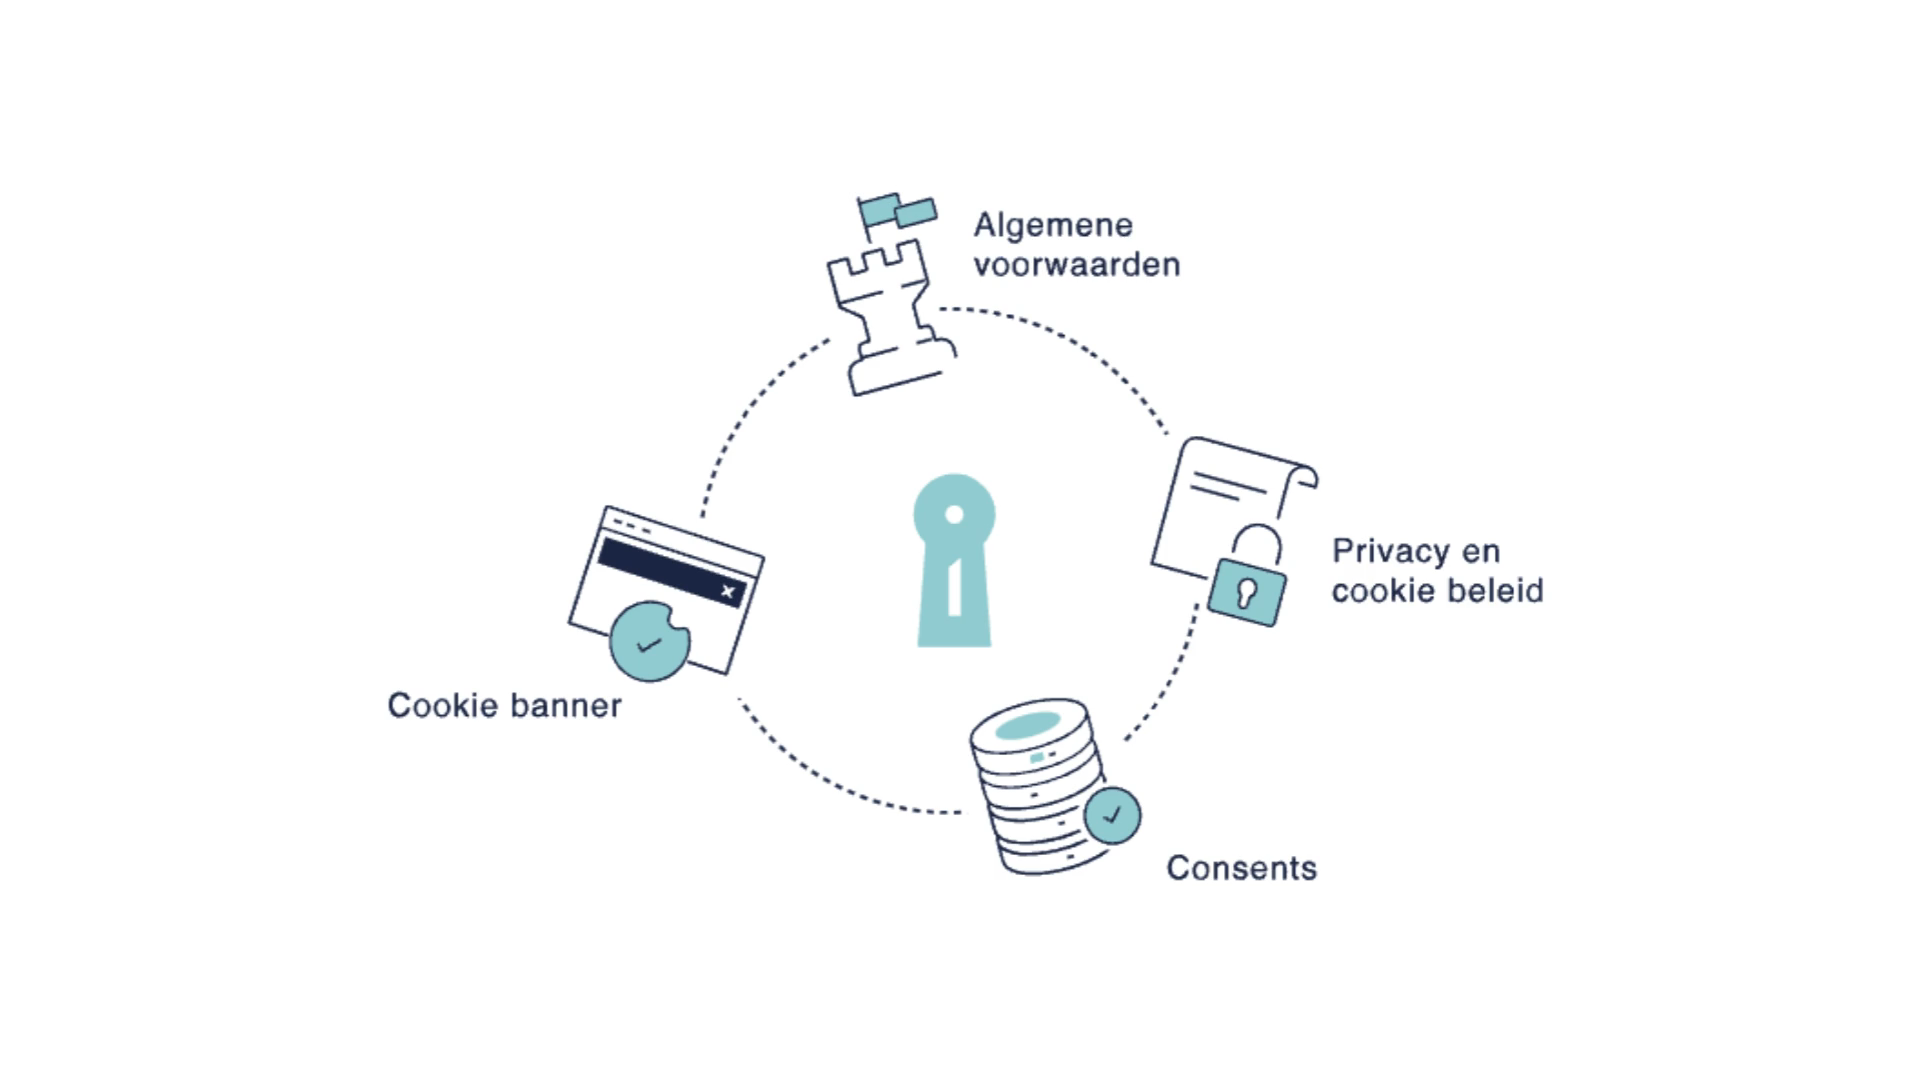 Algemene
voorwaarden
Privacy en
cookie beleid
Cookie banner
Consents